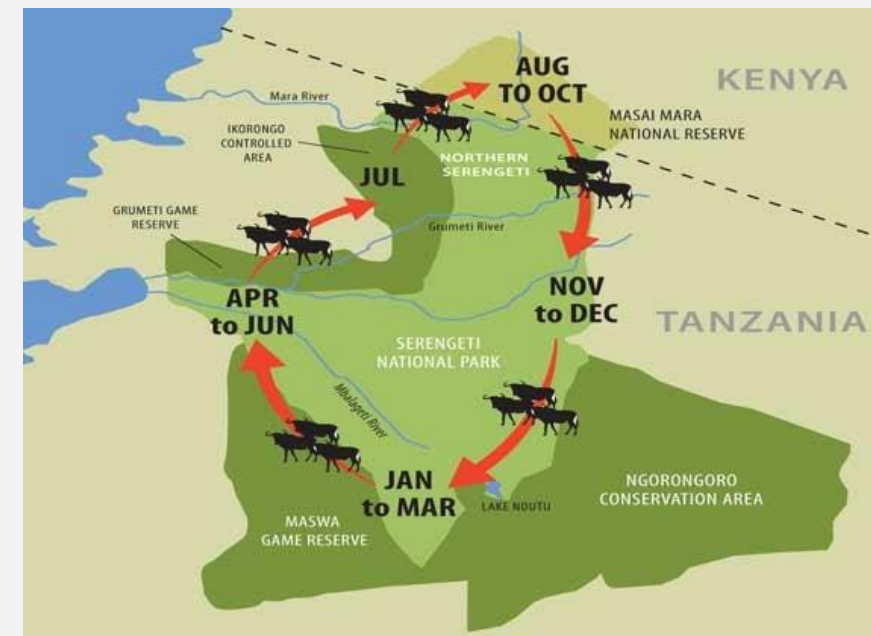 AUG
TO OCT
KENYA
Mara River
MASAI MARA
NATIONAL RESERVE
IKORONGO
CONTROLLED
AREA
NORTHERN
SERENGETI
JUL
GRUMETI GAME
RESERVE
Grumeti River
APR
to JUN
NOV
to DEC
TANZANIA
SERENGETI
NATIONAL PARK
Mbalageti River
JAN
to MAR
LAKE NDUTU
NGORONGORO
CONSERVATION AREA
MASWA
GAME RESERVE